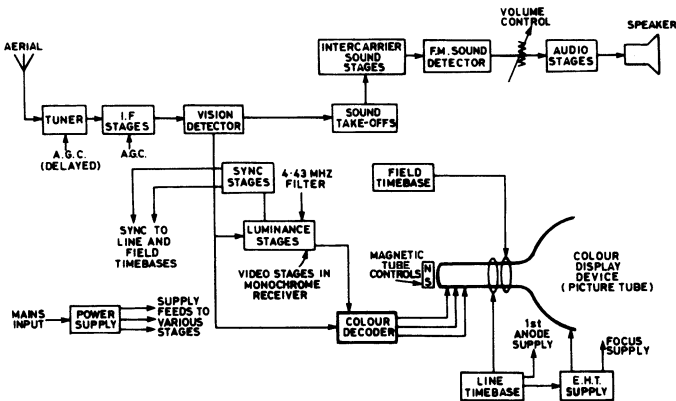 VOLUME
CONTROL
SPEAKER
AERIAL
INTERCARRIER
SOUND
STAGES
F.M. SOUND
DETECTOR
AUDIO
STAGES
TUNER
I.F
STAGES
VISION
DETECTOR
SOUND
TAKE-OFFS
A.G.C.
(DELAYED)
A.G.C.
SYNC
STAGES
4·43 MHZ
FILTER
FIELD
TIMEBASE
SYNC TO
LINE AND
FIELD
TIMEBASES
LUMINANCE
STAGES
VIDEO STAGES IN
MONOCHROME
RECEIVER
MAGNETIC
TUBE
CONTROLS
N
S
COLOUR
DISPLAY
DEVICE
(PICTURE TUBE)
MAINS
INPUT
POWER
SUPPLY
SUPPLY
FEEDS TO
VARIOUS
STAGES
COLOUR
DECODER
1st
ANODE
SUPPLY
FOCUS
SUPPLY
LINE
TIMEBASE
E.H.T.
SUPPLY